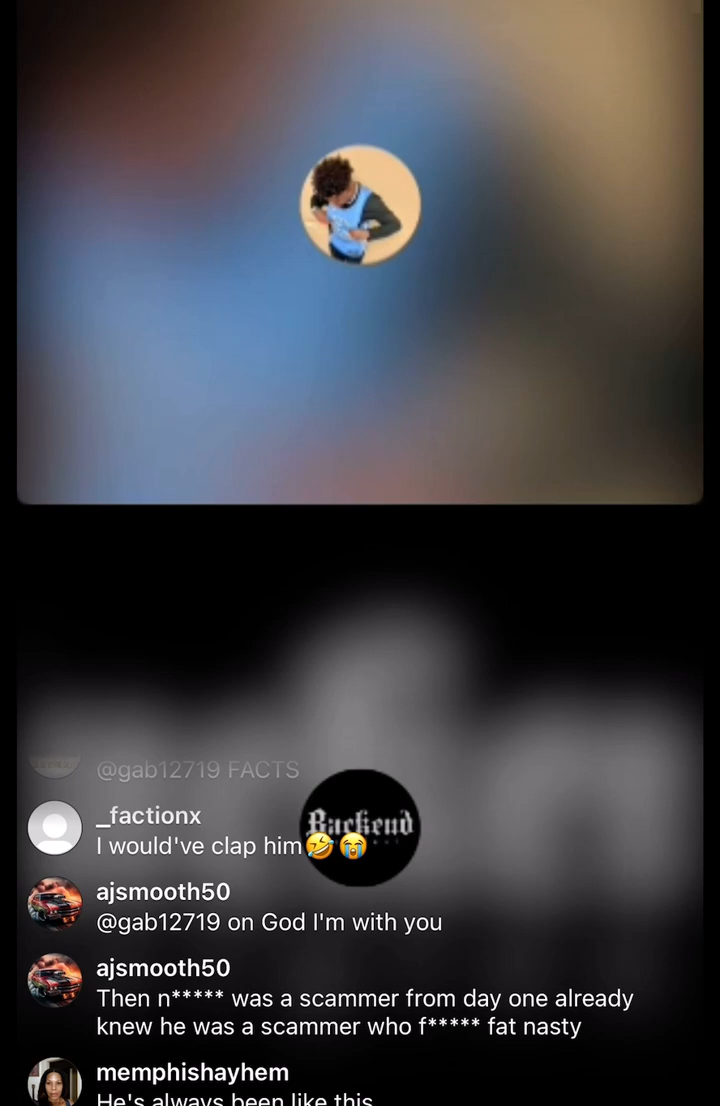 @gab12719 FACTS
_factionx
Backend
I would've clap him🤣😭
ajsmooth50
@gab12719 on God I'm with you
ajsmooth50
Then n***** was a scammer from day one already
knew he was a scammer who f***** fat nasty
memphishayhem
He's always been like this